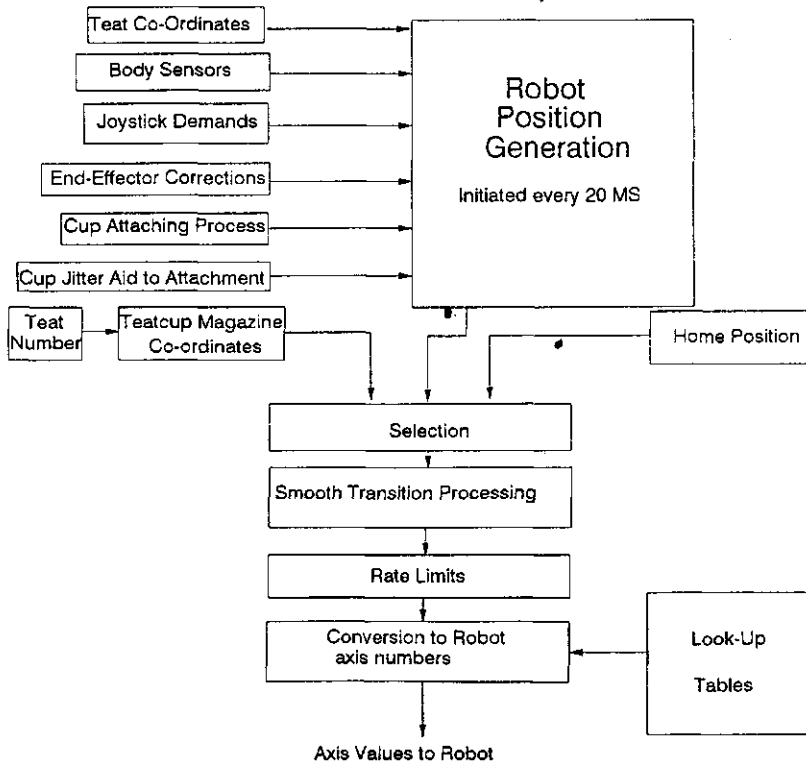 Teat Co-Ordinates
Body Sensors
Joystick Demands
End-Effector Corrections
Cup Attaching Process
Cup Jitter Aid to Attachment
Robot
Position
Generation
Initiated every 20 MS
Teat
Number
Teatcup Magazine
Co-ordinates
Home Position
Selection
Smooth Transition Processing
Rate Limits
Conversion to Robot
axis numbers
Look-Up
Tables
Axis Values to Robot